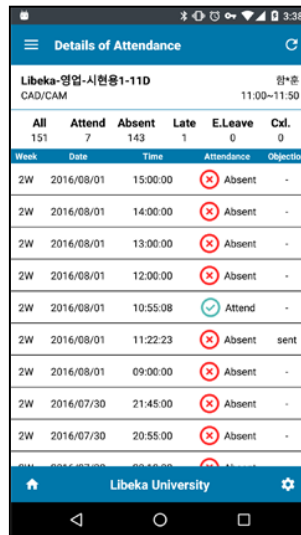 3:38
Details of Attendance
Libeka-영업-시현용1-11D 함*훈
CAD/CAM 11:00~11:50
All Attend Absent Late E.Leave Cxl.
151 7 143 1 0 0
Week Date Time Attendance Objection
2W 2016/08/01 15:00:00 Absent -
2W 2016/08/01 14:00:00 Absent -
2W 2016/08/01 13:00:00 Absent -
2W 2016/08/01 12:00:00 Absent -
2W 2016/08/01 10:55:08 Attend -
2W 2016/08/01 11:22:23 Absent sent
2W 2016/08/01 09:00:00 Absent -
2W 2016/07/30 21:45:00 Absent -
2W 2016/07/30 20:55:00 Absent -
Libeka University